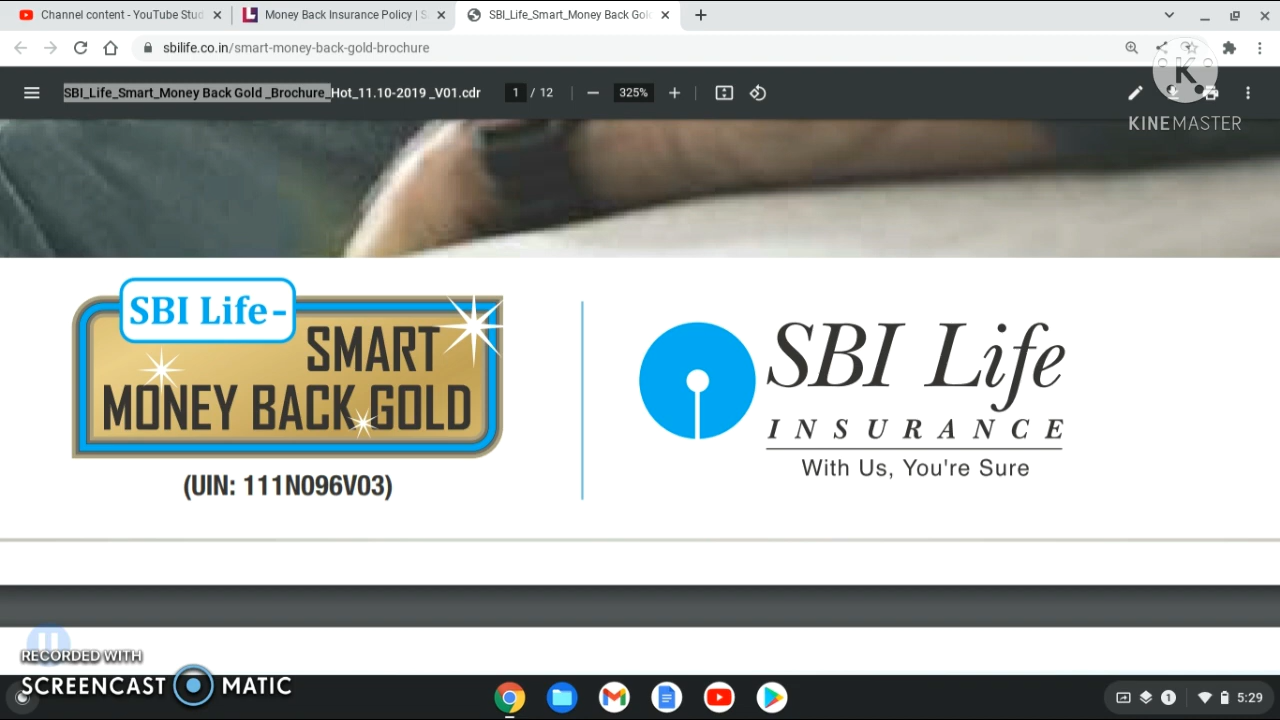 Channel content - YouTube Stud
Money Back Insurance Policy | S
SBI_Life_Smart_Money Back Gol
sbilife.co.in/smart-money-back-gold-brochure
SBI_Life_Smart_Money Back Gold _Brochure_Hot_11.10-2019 _V01.cdr
1 / 12
325%
K
KINEMASTER
SBI Life-
SMART
MONEY BACK GOLD
(UIN: 111N096V03)
SBI Life
INSURANCE
With Us, You're Sure
RECORDED WITH
SCREENCAST MATIC
1
5:29